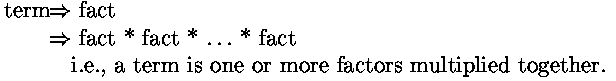 term⇒ fact
⇒ fact * fact * … * fact
i.e., a term is one or more factors multiplied together.